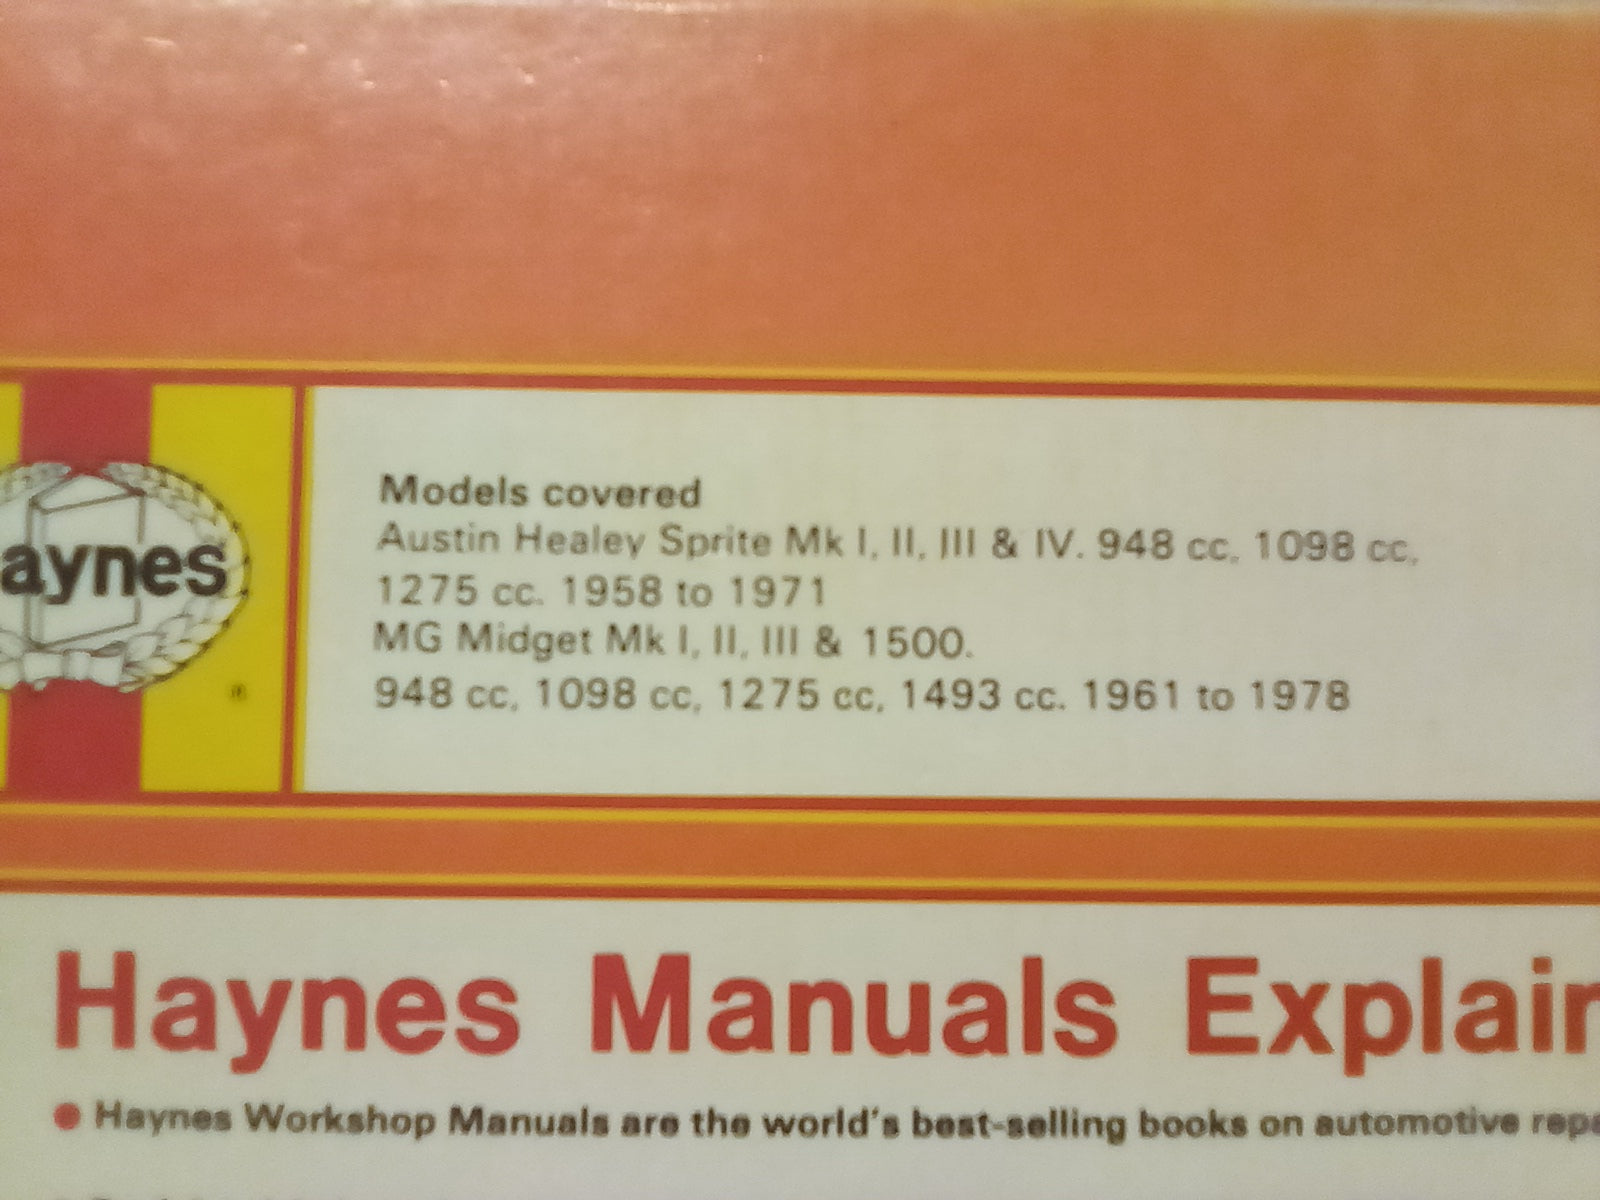 aynes
®
Models covered
Austin Healey Sprite Mk I, II, III & IV. 948 cc, 1098 cc,
1275 cc. 1958 to 1971
MG Midget Mk I, II, III & 1500.
948 cc, 1098 cc, 1275 cc, 1493 cc. 1961 to 1978
Haynes Manuals Explain
● Haynes Workshop Manuals are the world's best-selling books on automotive repa